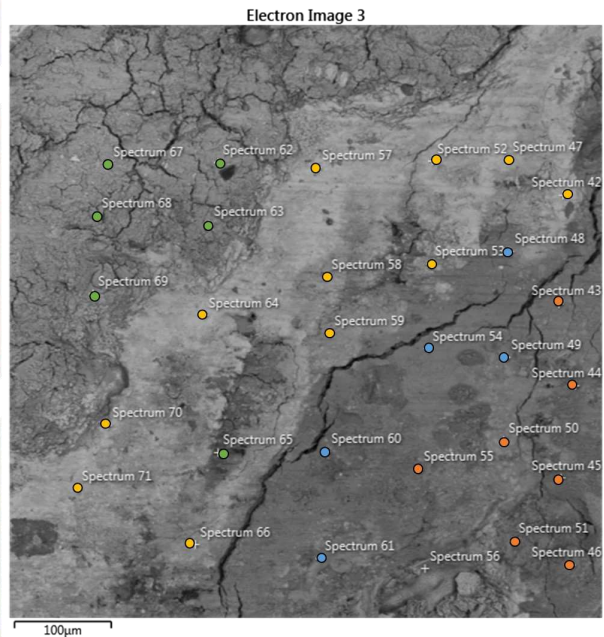 Electron Image 3
Spectrum 67
Spectrum 62
Spectrum 57
Spectrum 52
Spectrum 47
Spectrum 42
Spectrum 68
Spectrum 63
Spectrum 53
Spectrum 48
Spectrum 69
Spectrum 58
Spectrum 43
Spectrum 64
Spectrum 59
Spectrum 54
Spectrum 49
Spectrum 44
Spectrum 70
Spectrum 65
Spectrum 60
Spectrum 55
Spectrum 50
Spectrum 45
Spectrum 71
Spectrum 66
Spectrum 61
Spectrum 56
Spectrum 51
Spectrum 46
100µm